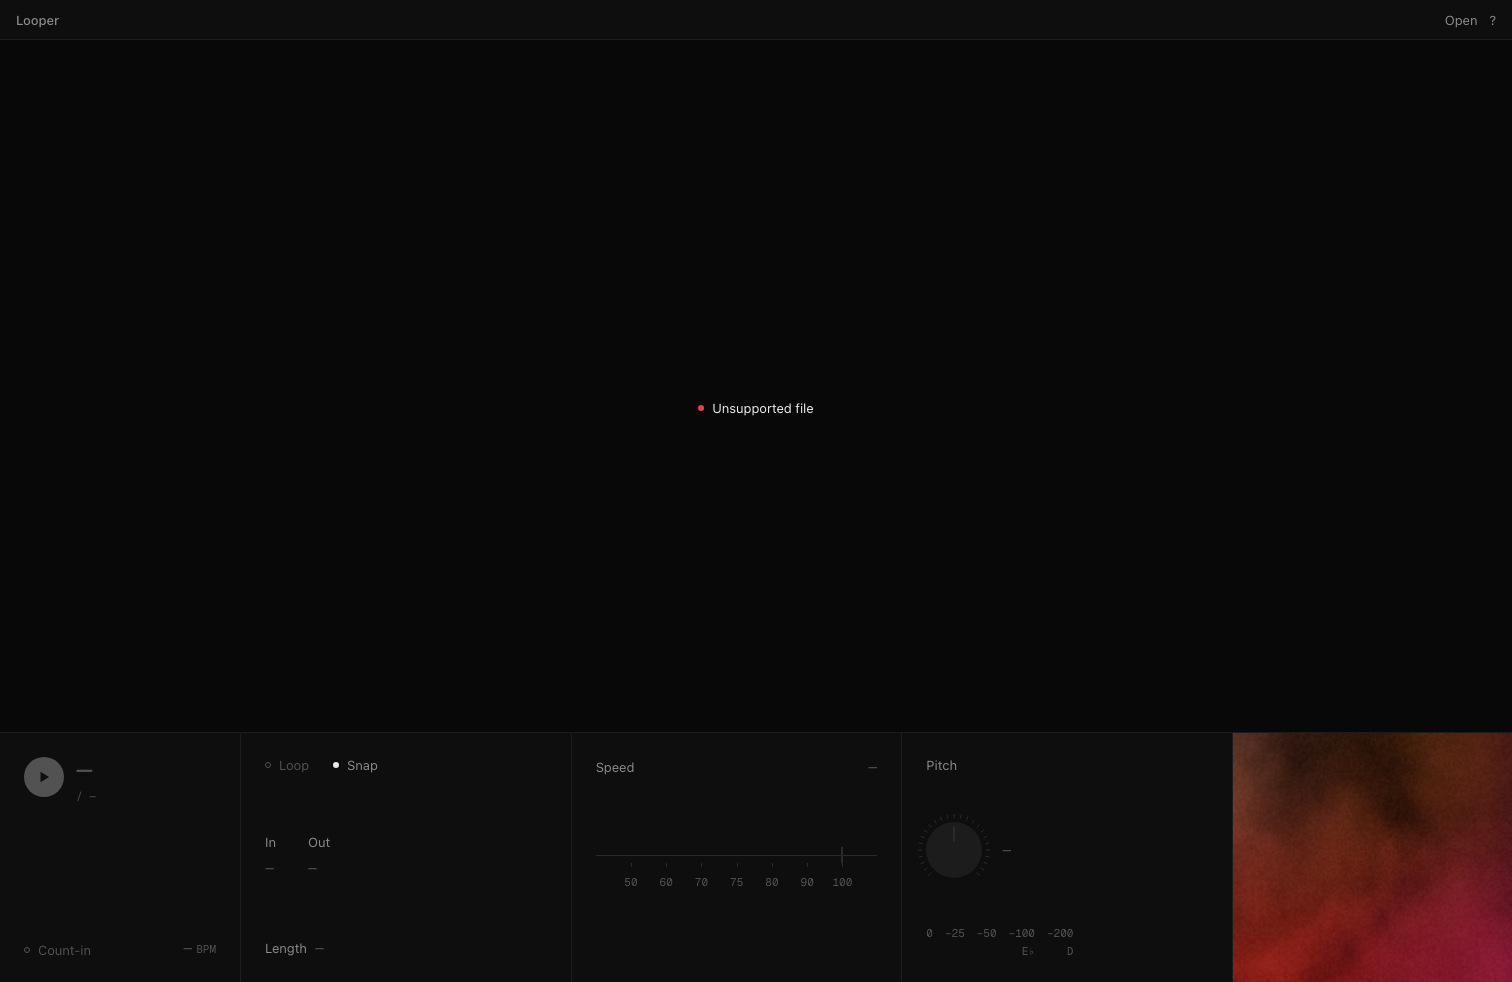 Looper
Open ?
Unsupported file
—
/ –
Loop Snap
In Out
– –
Length –
Count-in – BPM
Speed –
50 60 70 75 80 90 100
Pitch
–
0 −25 −50 −100 −200
E♭ D